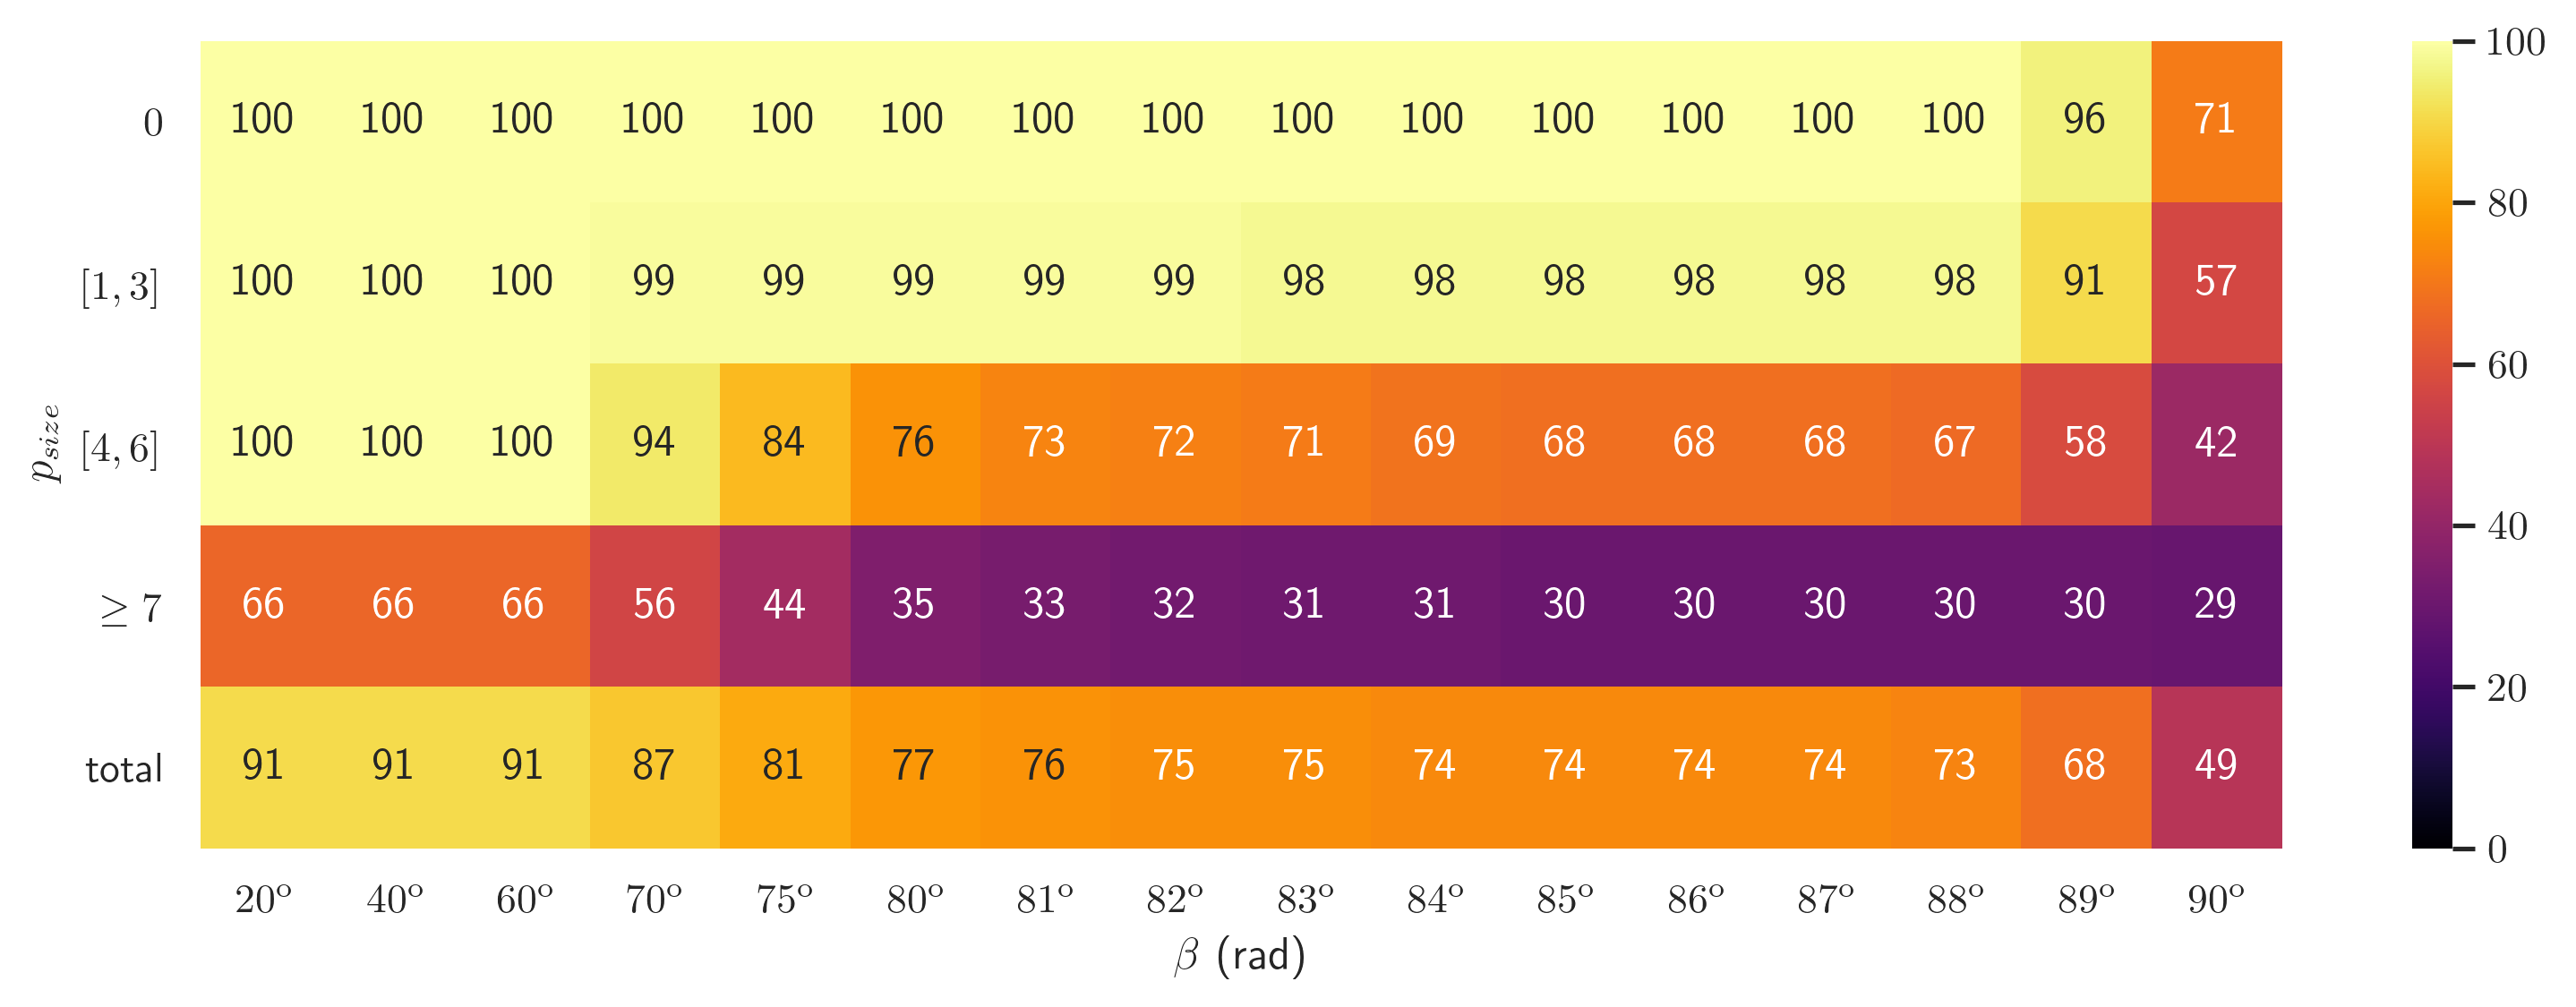 0 100 100 100 100 100 100 100 100 100 100 100 100 100 100 96 71 100
[1, 3] 100 100 100 99 99 99 99 99 98 98 98 98 98 98 91 57 80
[4, 6] 100 100 100 94 84 76 73 72 71 69 68 68 68 67 58 42 60
≥ 7 66 66 66 56 44 35 33 32 31 31 30 30 30 30 30 29 40
total 91 91 91 87 81 77 76 75 75 74 74 74 74 73 68 49 20
0
p_size
20° 40° 60° 70° 75° 80° 81° 82° 83° 84° 85° 86° 87° 88° 89° 90°
β (rad)